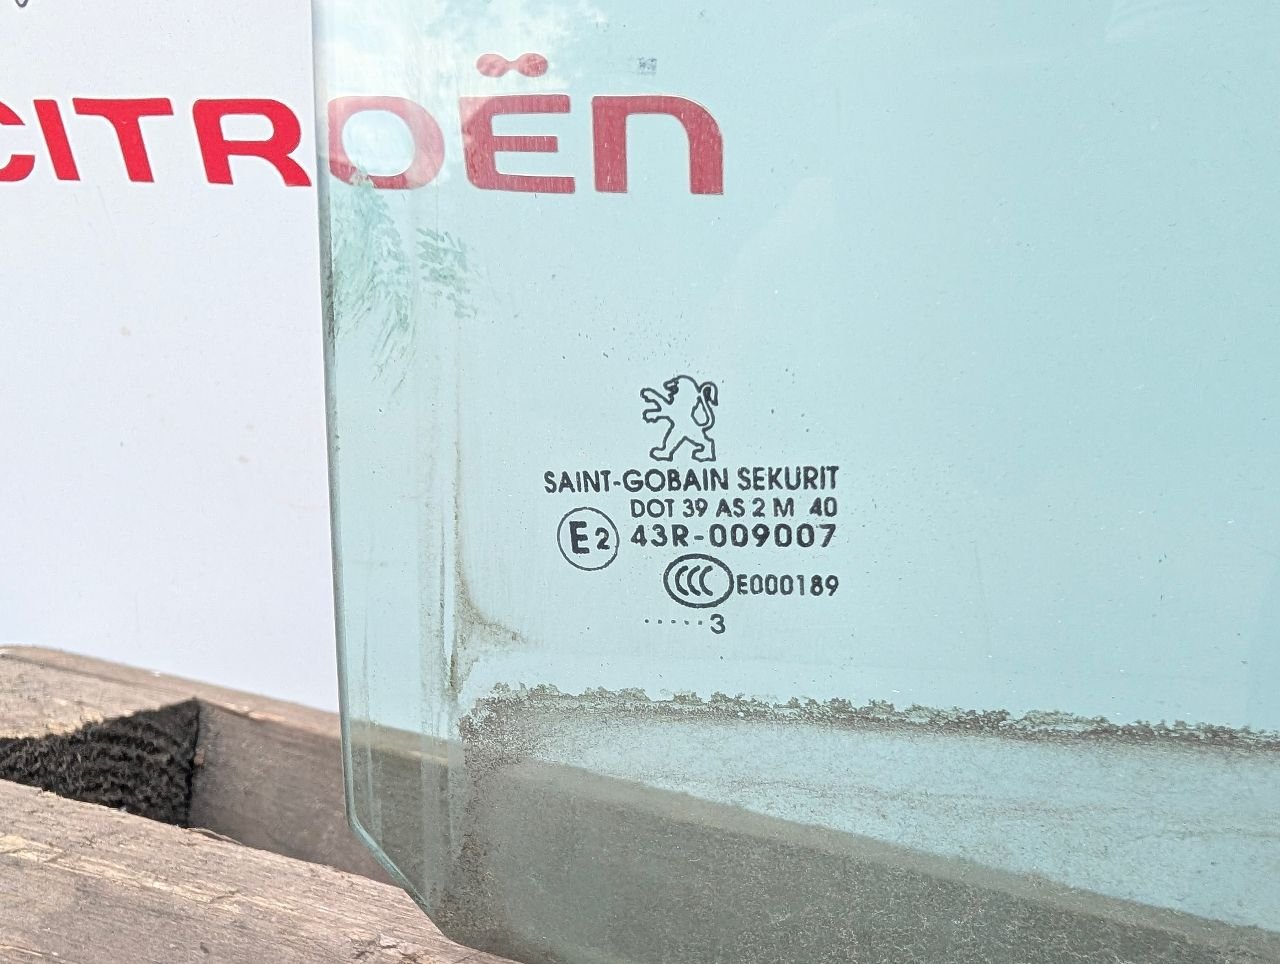 CITROËN
SAINT-GOBAIN SEKURIT
DOT 39 AS 2 M 40
E2 43R-009007
CCC E000189
.....3